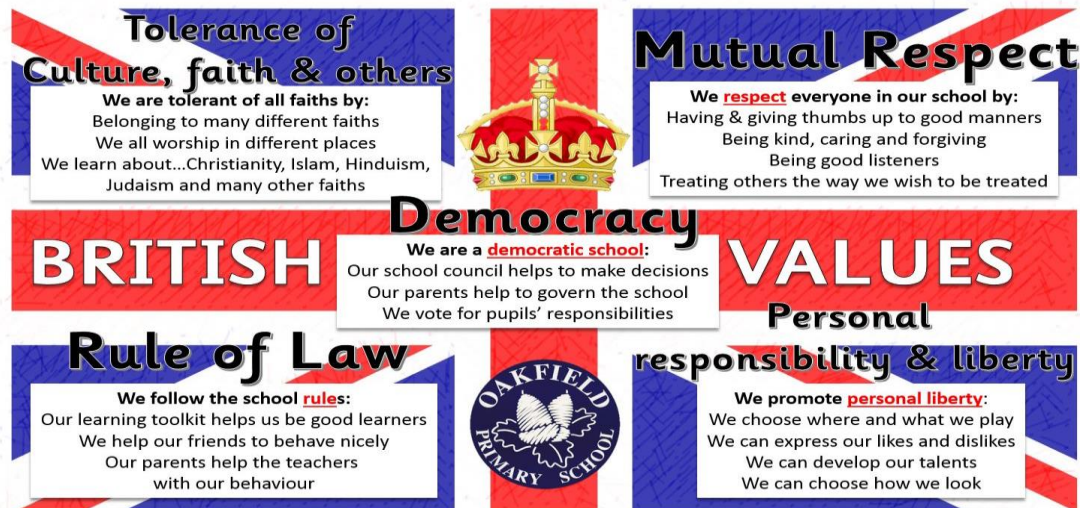 Tolerance of
Culture, faith & others
We are tolerant of all faiths by:
Belonging to many different faiths
We all worship in different places
We learn about...Christianity, Islam, Hinduism,
Judaism and many other faiths
Mutual Respect
We respect everyone in our school by:
Having & giving thumbs up to good manners
Being kind, caring and forgiving
Being good listeners
Treating others the way we wish to be treated
BRITISH
Democracy
We are a democratic school:
Our school council helps to make decisions
Our parents help to govern the school
We vote for pupils' responsibilities
VALUES
Rule of Law
We follow the school rules:
Our learning toolkit helps us be good learners
We help our friends to behave nicely
Our parents help the teachers
with our behaviour
OAKFIELD
PRIMARY SCHOOL
Personal
responsibility & liberty
We promote personal liberty:
We choose where and what we play
We can express our likes and dislikes
We can develop our talents
We can choose how we look